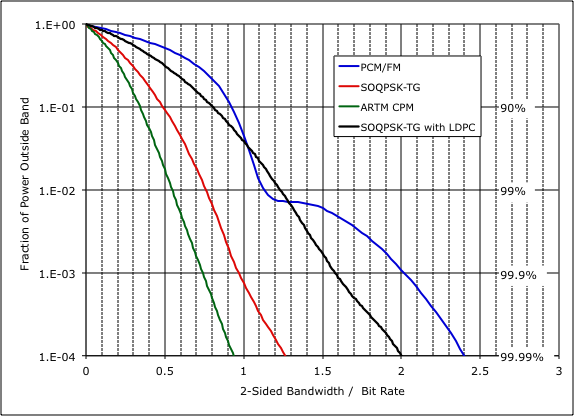 1.E+00
PCM/FM
SOQPSK-TG
1.E-01
ARTM CPM
90%
SOQPSK-TG with LDPC
Fraction of Power Outside Band
1.E-02
99%
1.E-03
99.9%
1.E-04
99.99%
0 0.5 1 1.5 2 2.5 3
2-Sided Bandwidth / Bit Rate